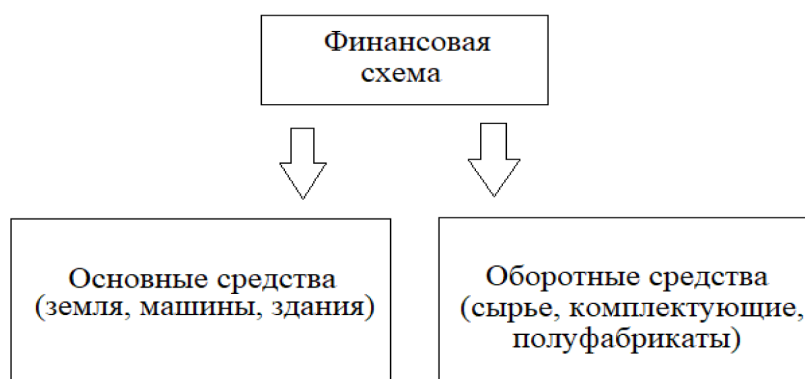 Финансовая
схема
Основные средства
(земля, машины, здания)
Оборотные средства
(сырье, комплектующие,
полуфабрикаты)